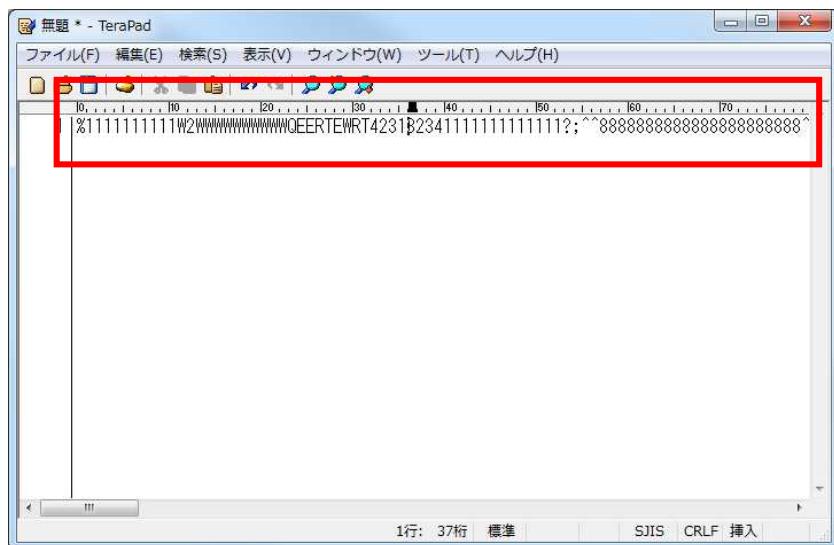 無題 * - TeraPad
ファイル(F) 編集(E) 検索(S) 表示(V) ウィンドウ(W) ツール(T) ヘルプ(H)
0 10 20 30 40 50 60 70
1 %1111111111W2WWWWWWWWWWQEERTEWRT423182341111111111111?;^^8888888888888888888888^
1行: 37桁 標準 SJIS CRLF 挿入